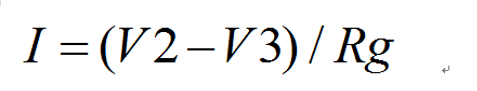 I = (V2 – V3) / Rg